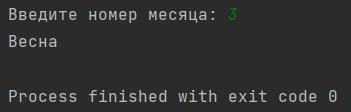 Введите номер месяца: 3
Весна
Process finished with exit code 0